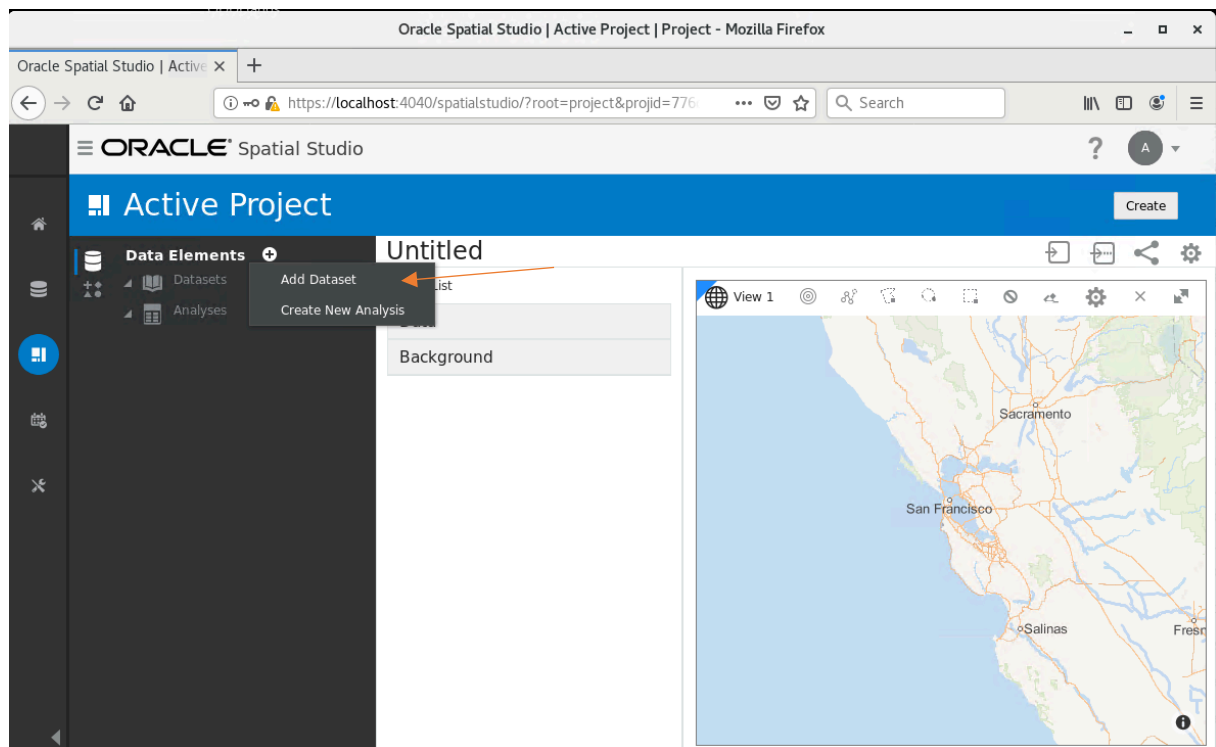 Oracle Spatial Studio | Active Project | Project - Mozilla Firefox
Oracle Spatial Studio | Active
https://localhost:4040/spatialstudio/?root=project&projid=776
Search
ORACLE Spatial Studio
?
A
Active Project
Create
Data Elements
Untitled
Datasets
Add Dataset
List
Analyses
Create New Analysis
Background
View 1
Sacramento
San Francisco
Salinas
Fresn